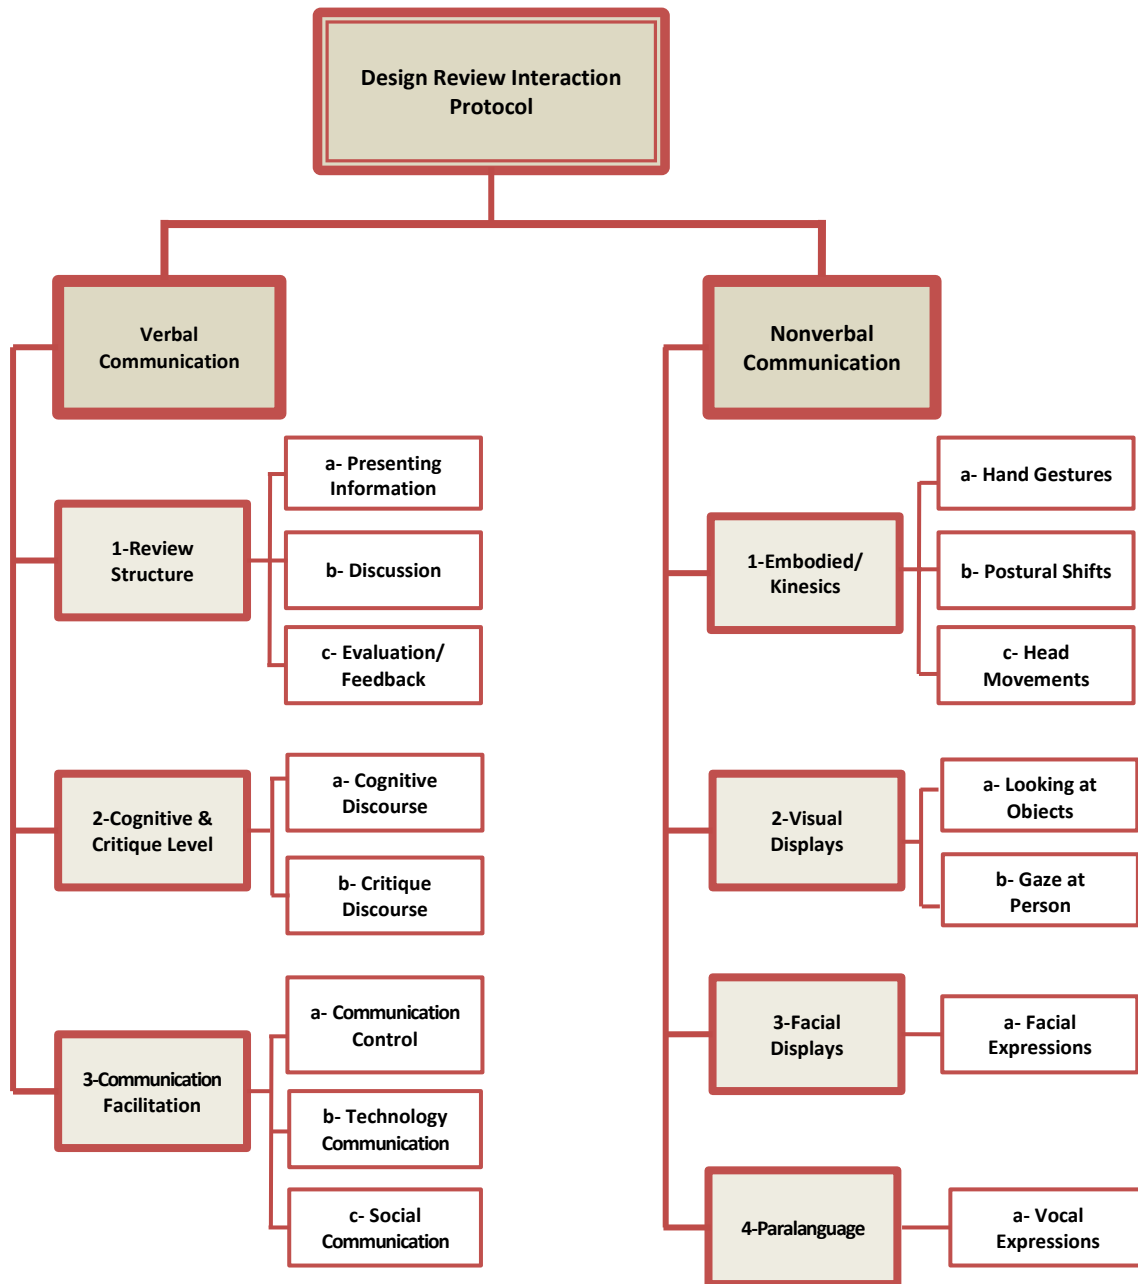 Design Review Interaction
Protocol
Verbal
Communication
1-Review
Structure
a- Presenting
Information
b- Discussion
c- Evaluation/
Feedback
2-Cognitive &
Critique Level
a- Cognitive
Discourse
b- Critique
Discourse
3-Communication
Facilitation
a- Communication
Control
b- Technology
Communication
c- Social
Communication
Nonverbal
Communication
1-Embodied/
Kinesics
a- Hand Gestures
b- Postural Shifts
c- Head
Movements
2-Visual
Displays
a- Looking at
Objects
b- Gaze at
Person
3-Facial
Displays
a- Facial
Expressions
4-Paralanguage
a- Vocal
Expressions